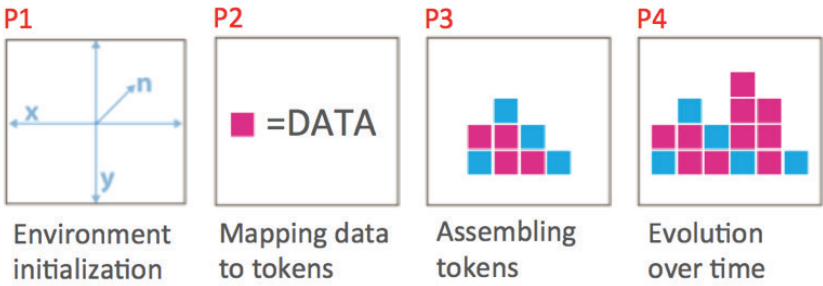 P1
P2
P3
P4
n
x
y
=DATA
Environment
initialization
Mapping data
to tokens
Assembling
tokens
Evolution
over time